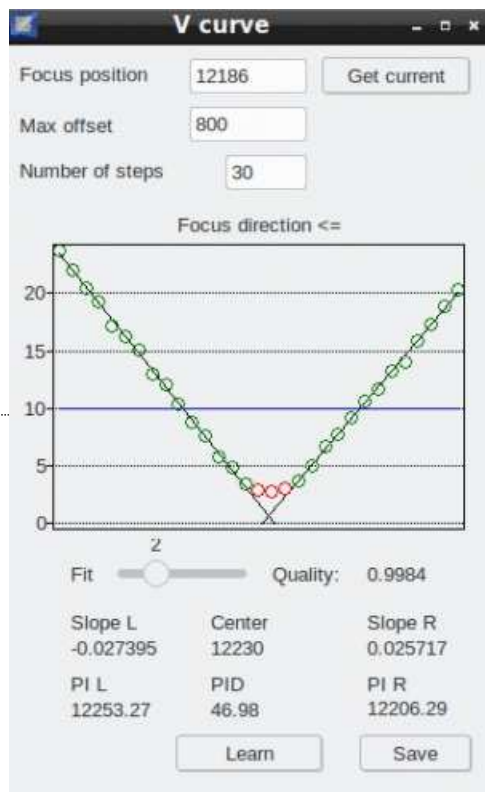 V curve
Focus position 12186 Get current
Max offset 800
Number of steps 30
Focus direction <=
20
15
10
5
0
2
Fit Quality: 0.9984
Slope L Center Slope R
-0.027395 12230 0.025717
PI L PID PI R
12253.27 46.98 12206.29
Learn Save